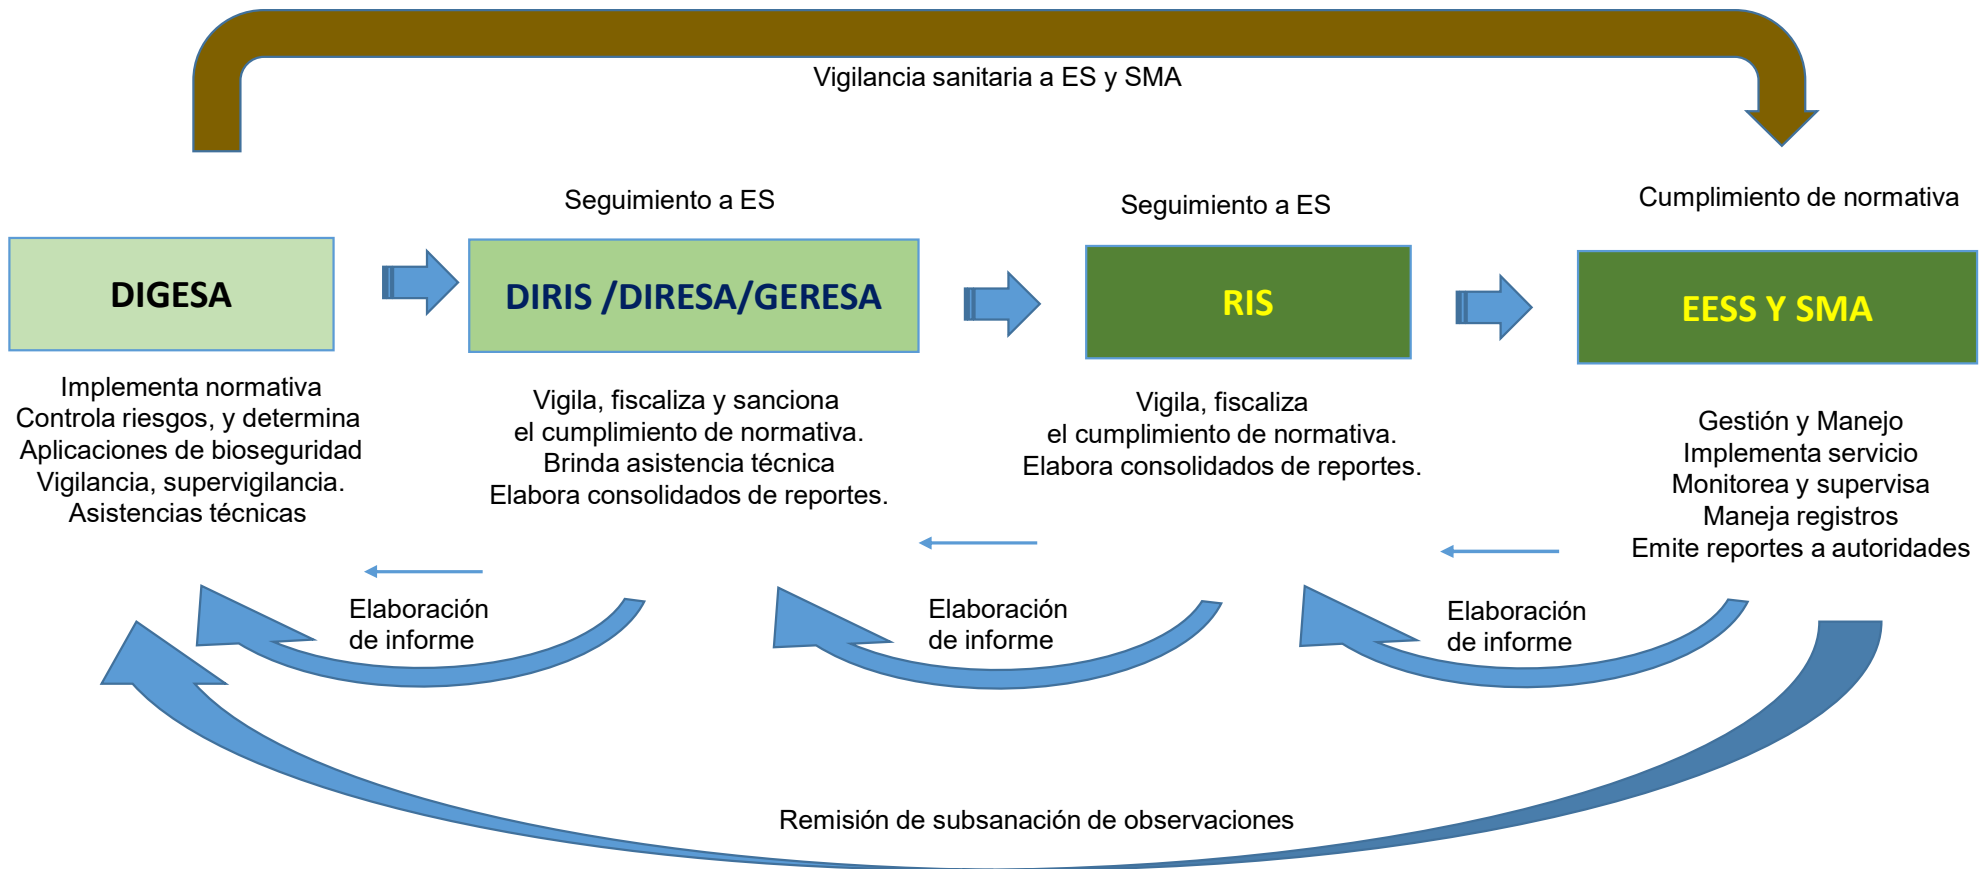 Vigilancia sanitaria a ES y SMA
Seguimiento a ES
Seguimiento a ES
Cumplimiento de normativa
DIGESA
DIRIS /DIRESA/GERESA
RIS
EESS Y SMA
Implementa normativa
Controla riesgos, y determina
Aplicaciones de bioseguridad
Vigilancia, supervigilancia.
Asistencias técnicas
Vigila, fiscaliza y sanciona
el cumplimiento de normativa.
Brinda asistencia técnica
Elabora consolidados de reportes.
Vigila, fiscaliza
el cumplimiento de normativa.
Elabora consolidados de reportes.
Gestión y Manejo
Implementa servicio
Monitorea y supervisa
Maneja registros
Emite reportes a autoridades
Elaboración
de informe
Elaboración
de informe
Elaboración
de informe
Remisión de subsanación de observaciones